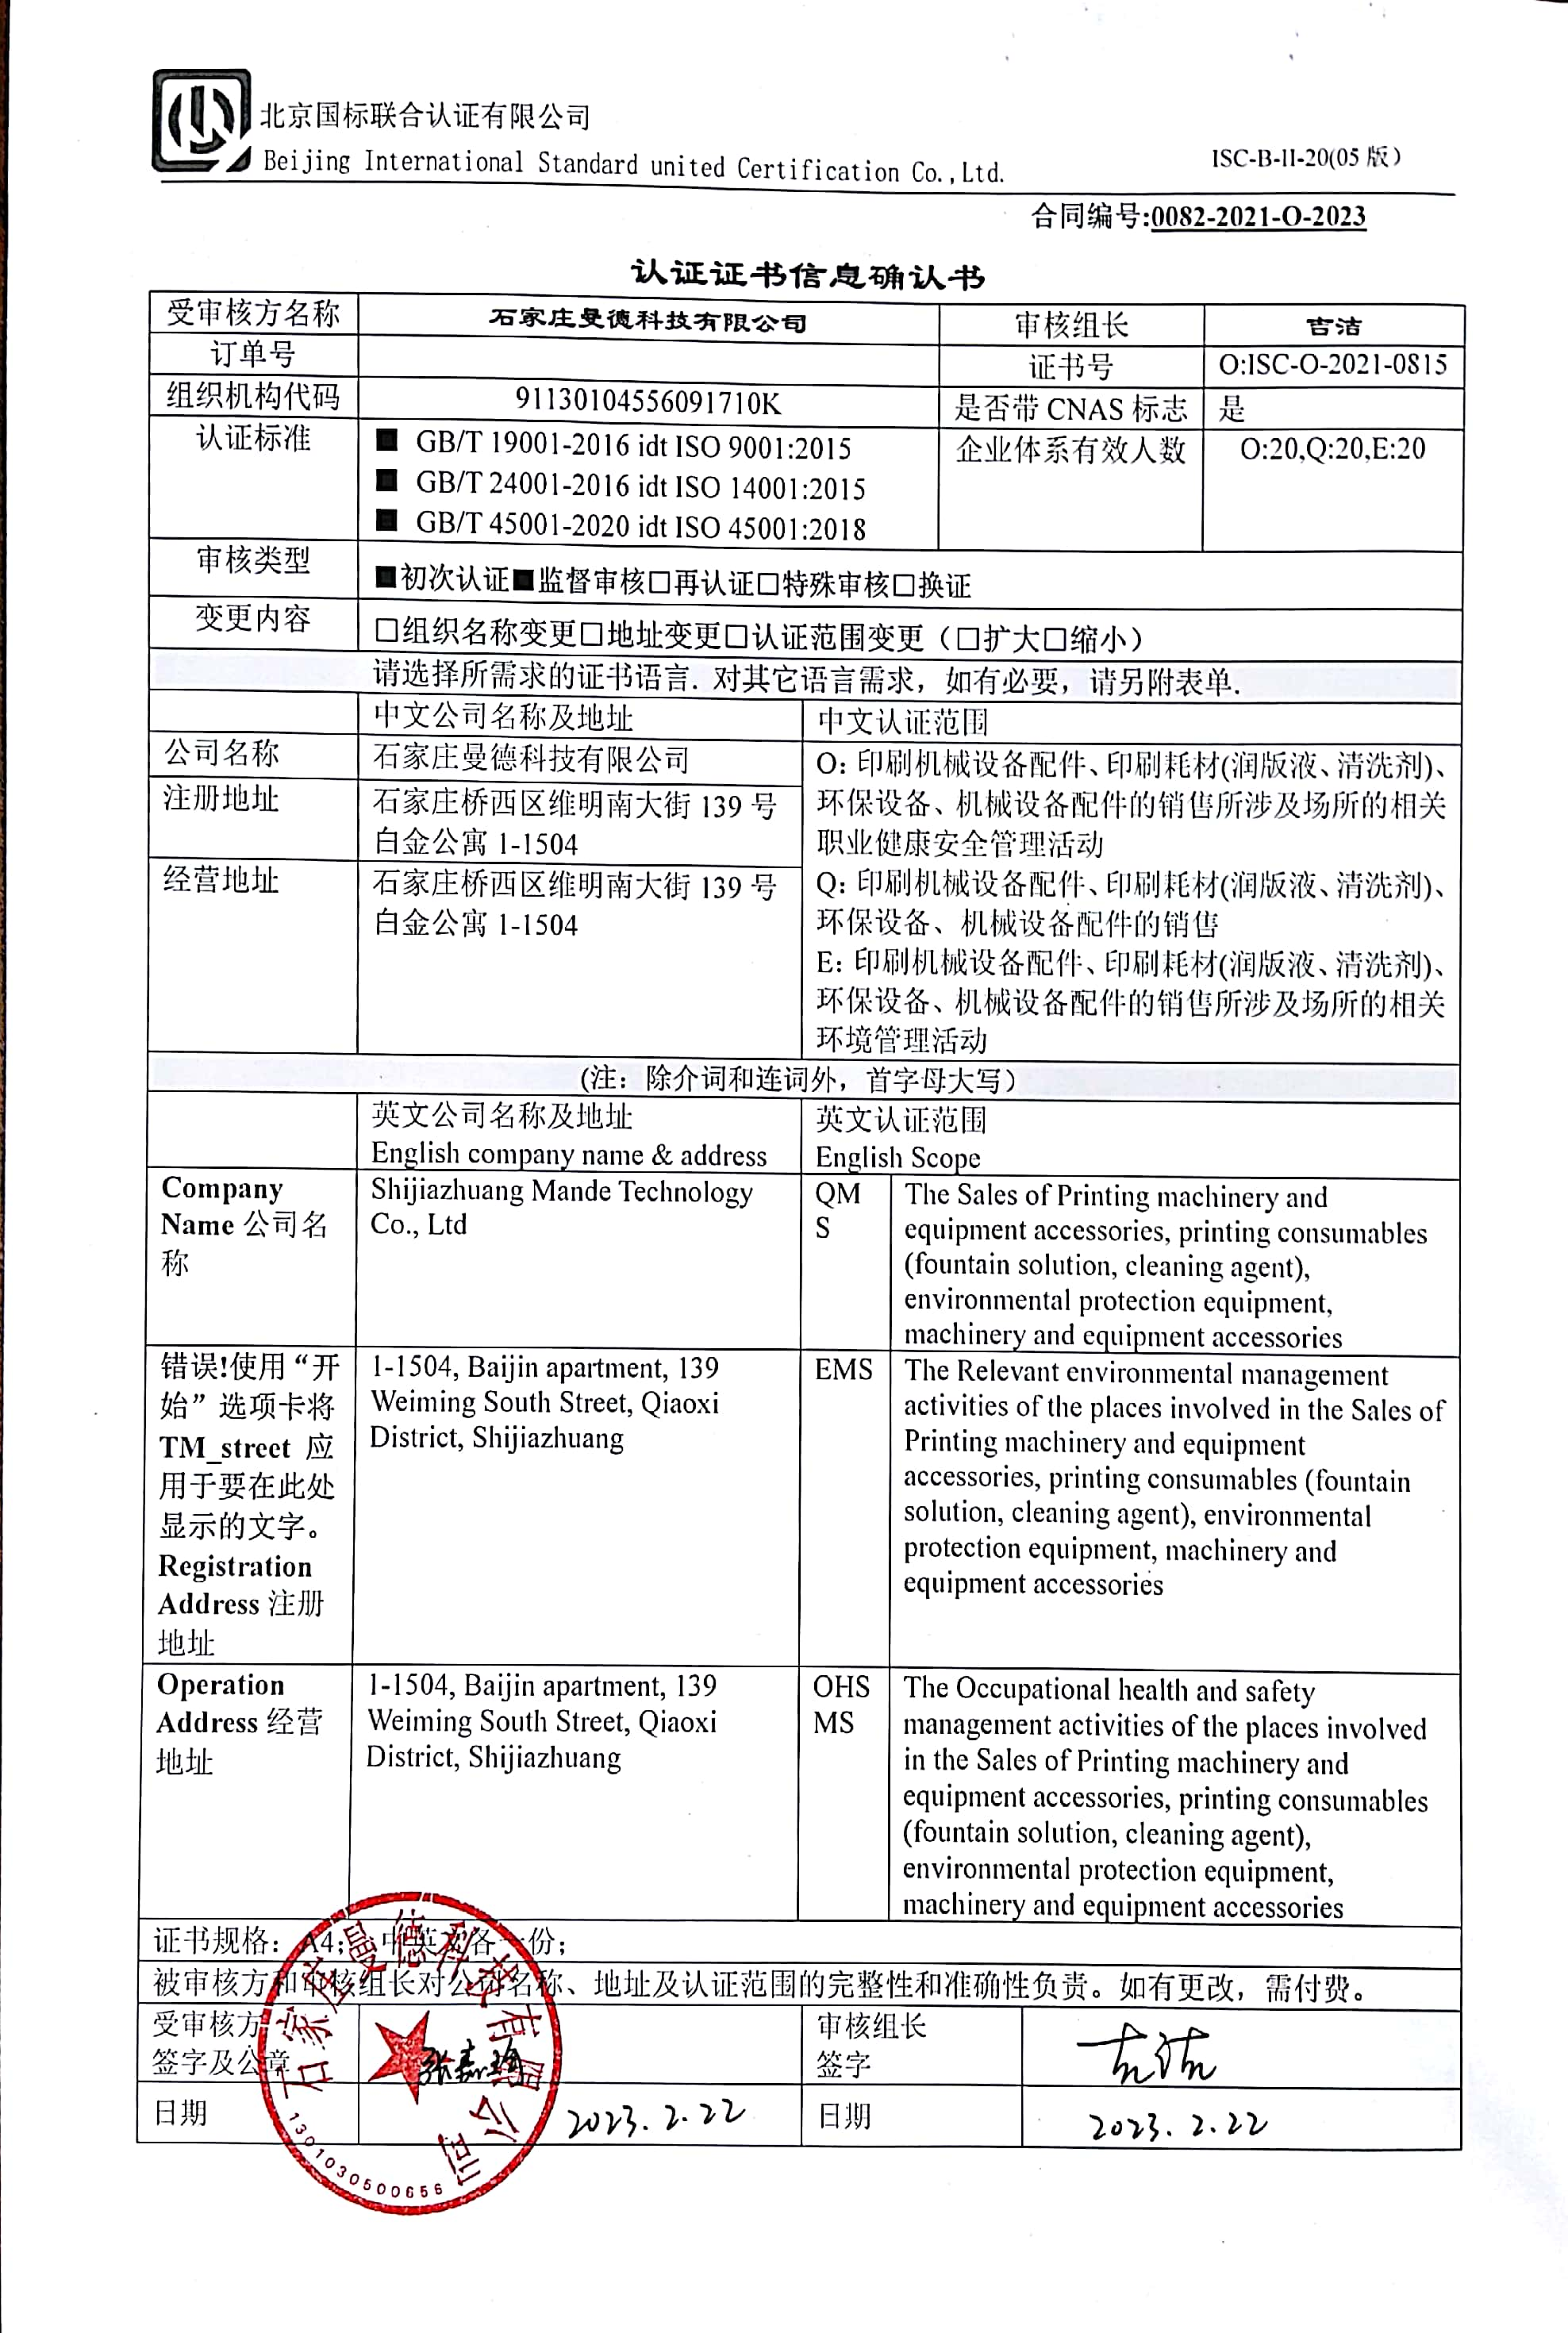 北京国标联合认证有限公司
Beijing International Standard united Certification Co.,Ltd.
ISC-B-II-20(05 版)
合同编号:0082-2021-O-2023
认证证书信息确认书
受审核方名称 石家庄曼德科技有限公司 审核组长 吉洁
订单号 证书号 O:ISC-O-2021-0815
组织机构代码 91130104556091710K 是否带 CNAS 标志 是
认证标准 ■ GB/T 19001-2016 idt ISO 9001:2015 企业体系有效人数 O:20,Q:20,E:20
■ GB/T 24001-2016 idt ISO 14001:2015
■ GB/T 45001-2020 idt ISO 45001:2018
审核类型 ■初次认证■监督审核□再认证□特殊审核□换证
变更内容 □组织名称变更□地址变更□认证范围变更（□扩大□缩小）
请选择所需求的证书语言. 对其它语言需求，如有必要，请另附表单.
中文公司名称及地址 中文认证范围
公司名称 石家庄曼德科技有限公司
注册地址 石家庄桥西区维明南大街 139 号
白金公寓 1-1504
经营地址 石家庄桥西区维明南大街 139 号
白金公寓 1-1504
O: 印刷机械设备配件、印刷耗材(润版液、清洗剂)、
环保设备、机械设备配件的销售所涉及场所的相关
职业健康安全管理活动
Q: 印刷机械设备配件、印刷耗材(润版液、清洗剂)、
环保设备、机械设备配件的销售
E: 印刷机械设备配件、印刷耗材(润版液、清洗剂)、
环保设备、机械设备配件的销售所涉及场所的相关
环境管理活动
(注：除介词和连词外，首字母大写）
英文公司名称及地址 英文认证范围
English company name & address English Scope
Company
Name 公司名
称
Shijiazhuang Mande Technology
Co., Ltd
QM
S
The Sales of Printing machinery and
equipment accessories, printing consumables
(fountain solution, cleaning agent),
environmental protection equipment,
machinery and equipment accessories
错误!使用“开
始”选项卡将
TM_street 应
用于要在此处
显示的文字。
Registration
Address 注册
地址
1-1504, Baijin apartment, 139
Weiming South Street, Qiaoxi
District, Shijiazhuang
EMS
The Relevant environmental management
activities of the places involved in the Sales of
Printing machinery and equipment
accessories, printing consumables (fountain
solution, cleaning agent), environmental
protection equipment, machinery and
equipment accessories
Operation
Address 经营
地址
1-1504, Baijin apartment, 139
Weiming South Street, Qiaoxi
District, Shijiazhuang
OHS
MS
The Occupational health and safety
management activities of the places involved
in the Sales of Printing machinery and
equipment accessories, printing consumables
(fountain solution, cleaning agent),
environmental protection equipment,
machinery and equipment accessories
证书规格： A4; 中英文各一份；
被审核方和审核组长对公司名称、地址及认证范围的完整性和准确性负责。如有更改，需付费。
受审核方
签字及公章
审核组长
签字
吉洁
日期 2023.2.22 日期 2023.2.22
石家庄曼德科技有限公司
1301030500656